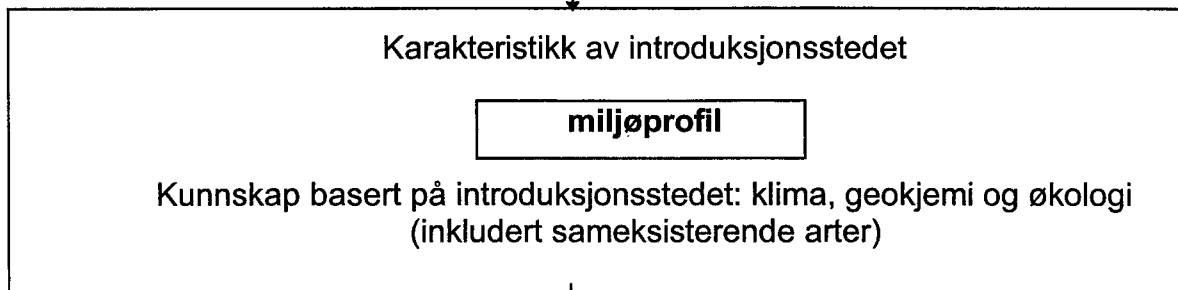 Karakteristikk av introduksjonsstedet
miljøprofil
Kunnskap basert på introduksjonsstedet: klima, geokjemi og økologi
(inkludert sameksisterende arter)